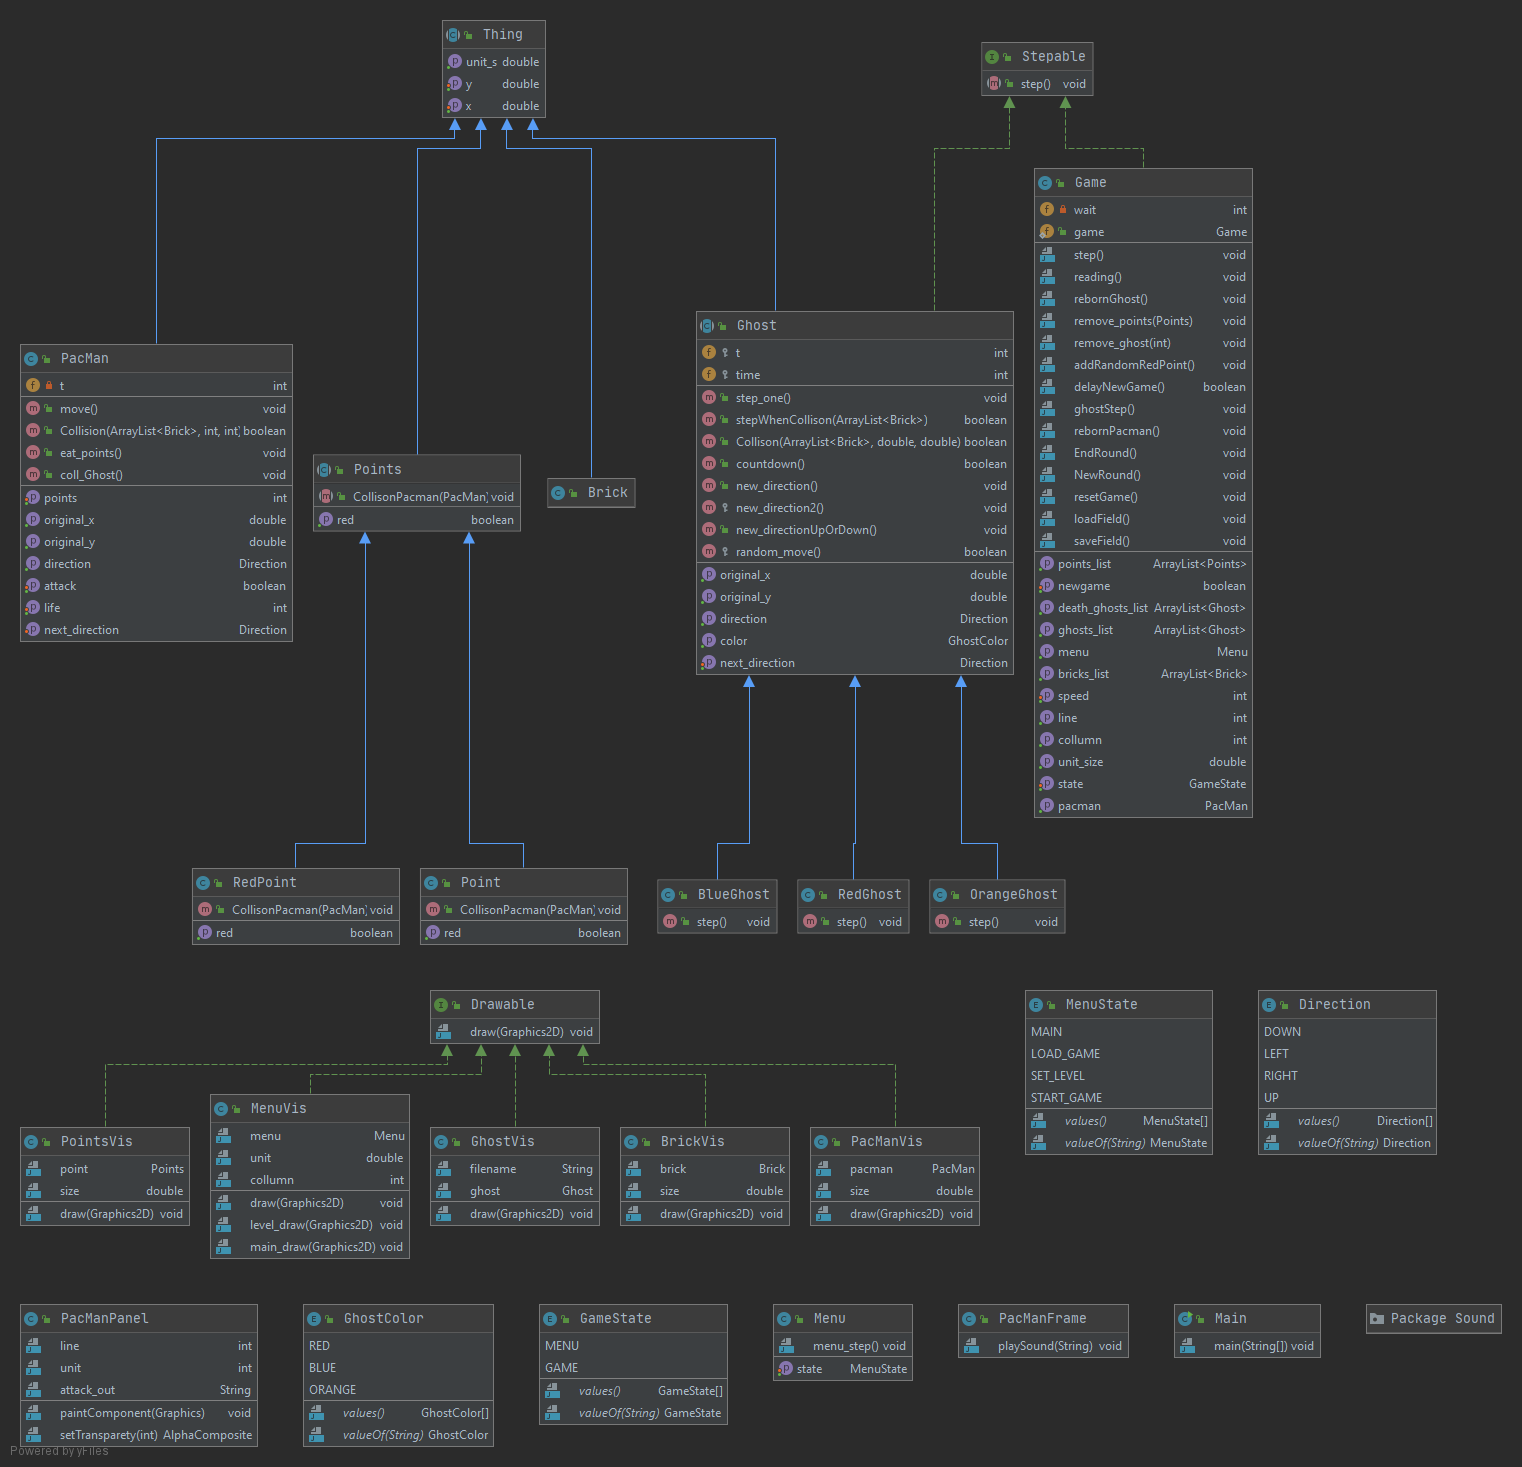 Thing
unit_s double
y double
x double
Stepable
step() void
Game
wait int
game Game
step() void
reading() void
rebornGhost() void
remove_points(Points) void
remove_ghost(int) void
addRandomRedPoint() void
delayNewGame() boolean
ghostStep() void
rebornPacman() void
EndRound() void
NewRound() void
resetGame() void
loadField() void
saveField() void
points_list ArrayList<Points>
newgame boolean
death_ghosts_list ArrayList<Ghost>
ghosts_list ArrayList<Ghost>
menu Menu
bricks_list ArrayList<Brick>
speed int
line int
collumn int
unit_size double
state GameState
pacman PacMan
Ghost
t int
time int
step_one() void
stepWhenCollison(ArrayList<Brick>) boolean
Collison(ArrayList<Brick>, double, double) boolean
countdown() boolean
new_direction() void
new_direction2() void
new_directionUpOrDown() void
random_move() boolean
original_x double
original_y double
direction Direction
color GhostColor
next_direction Direction
PacMan
t int
move() void
Collision(ArrayList<Brick>, int, int) boolean
eat_points() void
coll_Ghost() void
points int
original_x double
original_y double
direction Direction
attack boolean
life int
next_direction Direction
Points
CollisonPacman(PacMan) void
red boolean
Brick
RedPoint
CollisonPacman(PacMan) void
red boolean
Point
CollisonPacman(PacMan) void
red boolean
BlueGhost
step() void
RedGhost
step() void
OrangeGhost
step() void
Drawable
draw(Graphics2D) void
MenuState
MAIN
LOAD_GAME
SET_LEVEL
START_GAME
values() MenuState[]
valueOf(String) MenuState
Direction
DOWN
LEFT
RIGHT
UP
values() Direction[]
valueOf(String) Direction
PointsVis
point Points
size double
draw(Graphics2D) void
MenuVis
menu Menu
unit double
collumn int
draw(Graphics2D) void
level_draw(Graphics2D) void
main_draw(Graphics2D) void
GhostVis
filename String
ghost Ghost
draw(Graphics2D) void
BrickVis
brick Brick
size double
draw(Graphics2D) void
PacManVis
pacman PacMan
size double
draw(Graphics2D) void
PacManPanel
line int
unit int
attack_out String
paintComponent(Graphics) void
setTransparety(int) AlphaComposite
GhostColor
RED
BLUE
ORANGE
values() GhostColor[]
valueOf(String) GhostColor
GameState
MENU
GAME
values() GameState[]
valueOf(String) GameState
Menu
menu_step() void
state MenuState
PacManFrame
playSound(String) void
Main
main(String[]) void
Package Sound
Powered by yFiles